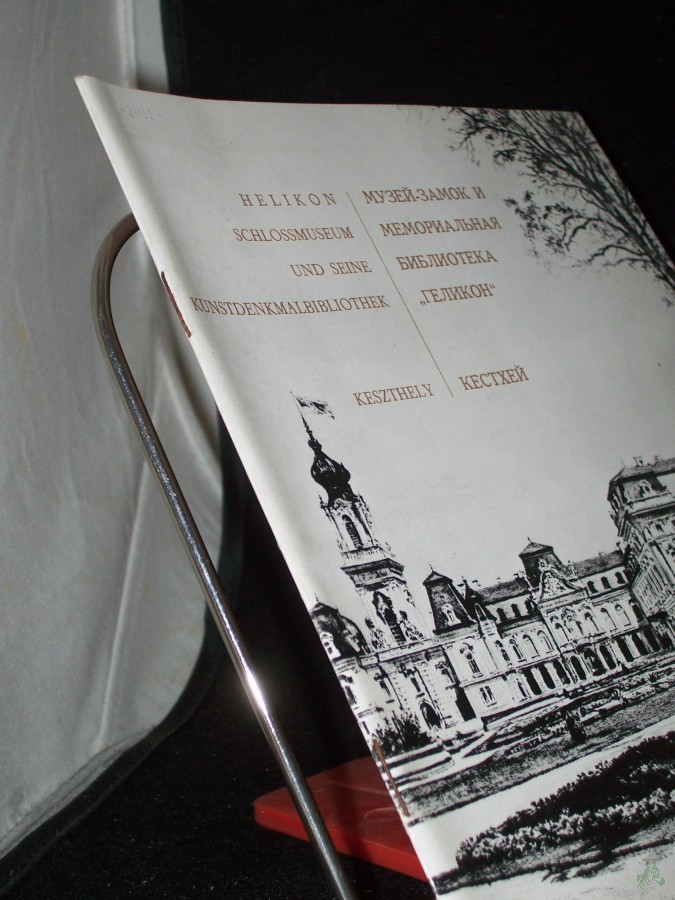 HELIKON
SCHLOSSMUSEUM
UND SEINE
KUNSTDENKMALBIBLIOTHEK
KESZTHELY
МУЗЕЙ-ЗАМОК И
МЕМОРИАЛЬНАЯ
БИБЛИОТЕКА
„ГЕЛИКОН“
КЕСТХЕЙ